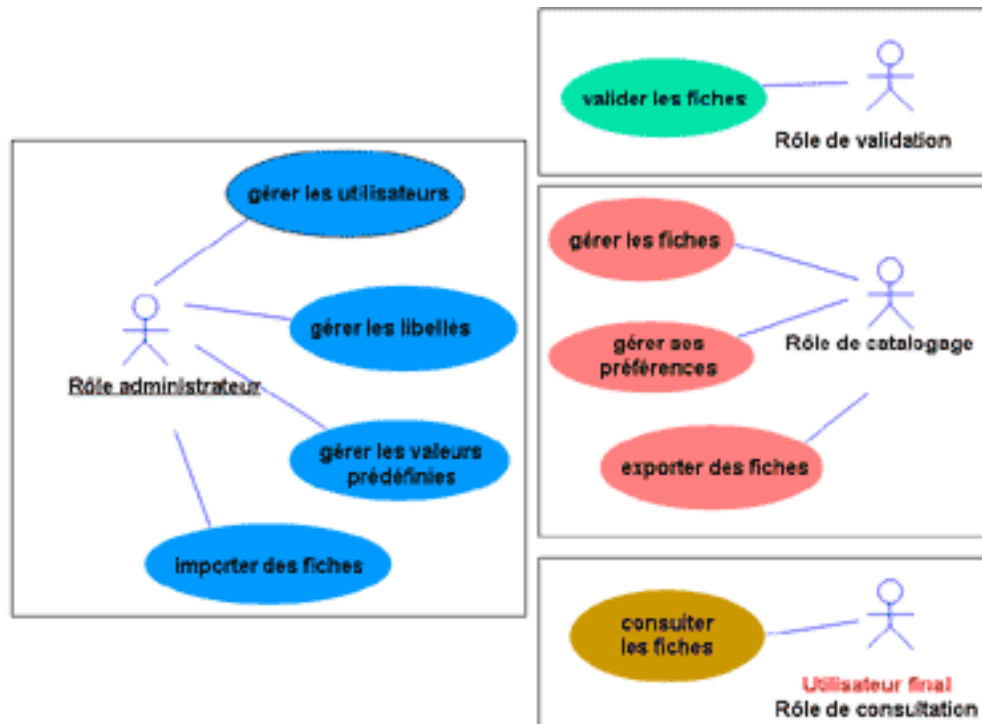 gérer les utilisateurs
gérer les libellés
Rôle administrateur
gérer les valeurs
prédéfinies
importer des fiches
valider les fiches
Rôle de validation
gérer les fiches
gérer ses
préférences
Rôle de catalogage
exporter des fiches
consulter
les fiches
Utilisateur final
Rôle de consultation